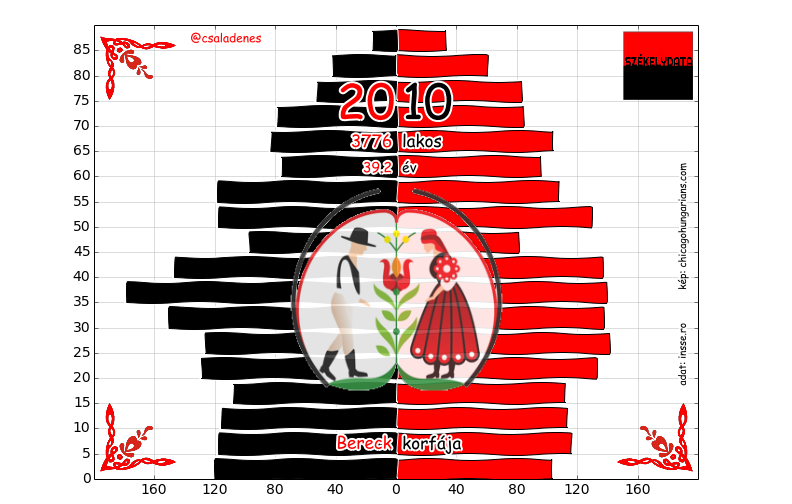 @csaladenes
SZÉKELYDATA
2010
3776 lakos
39.2 év
kép: chicagohungarians.com
adat: insse.ro
Bereck korfája
85
80
75
70
65
60
55
50
45
40
35
30
25
20
15
10
5
0
160 120 80 40 0 40 80 120 160